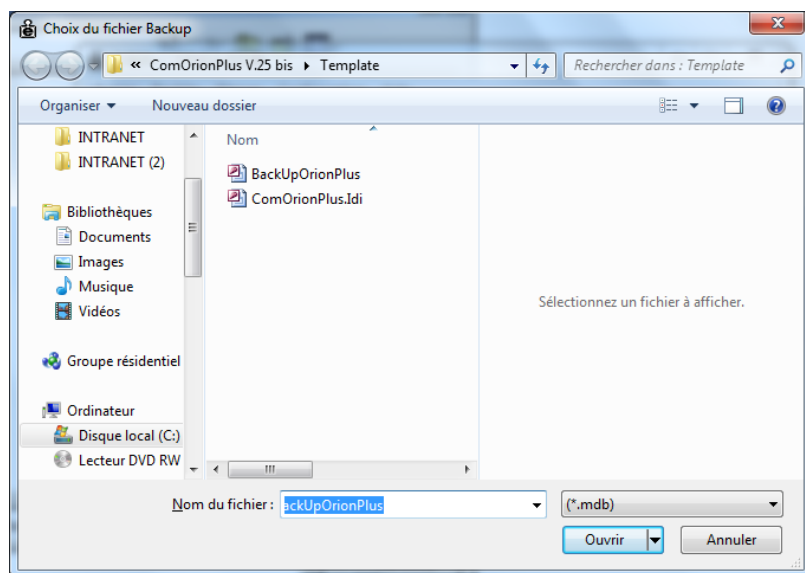 Choix du fichier Backup
« ComOrionPlus V.25 bis ▸ Template
Rechercher dans : Template
Organiser
Nouveau dossier
INTRANET
INTRANET (2)
Bibliothèques
Documents
Images
Musique
Vidéos
Groupe résidentiel
Ordinateur
Disque local (C:)
Lecteur DVD RW
Nom
BackUpOrionPlus
ComOrionPlus.Idi
Sélectionnez un fichier à afficher.
Nom du fichier : ackUpOrionPlus
(*.mdb)
Ouvrir
Annuler